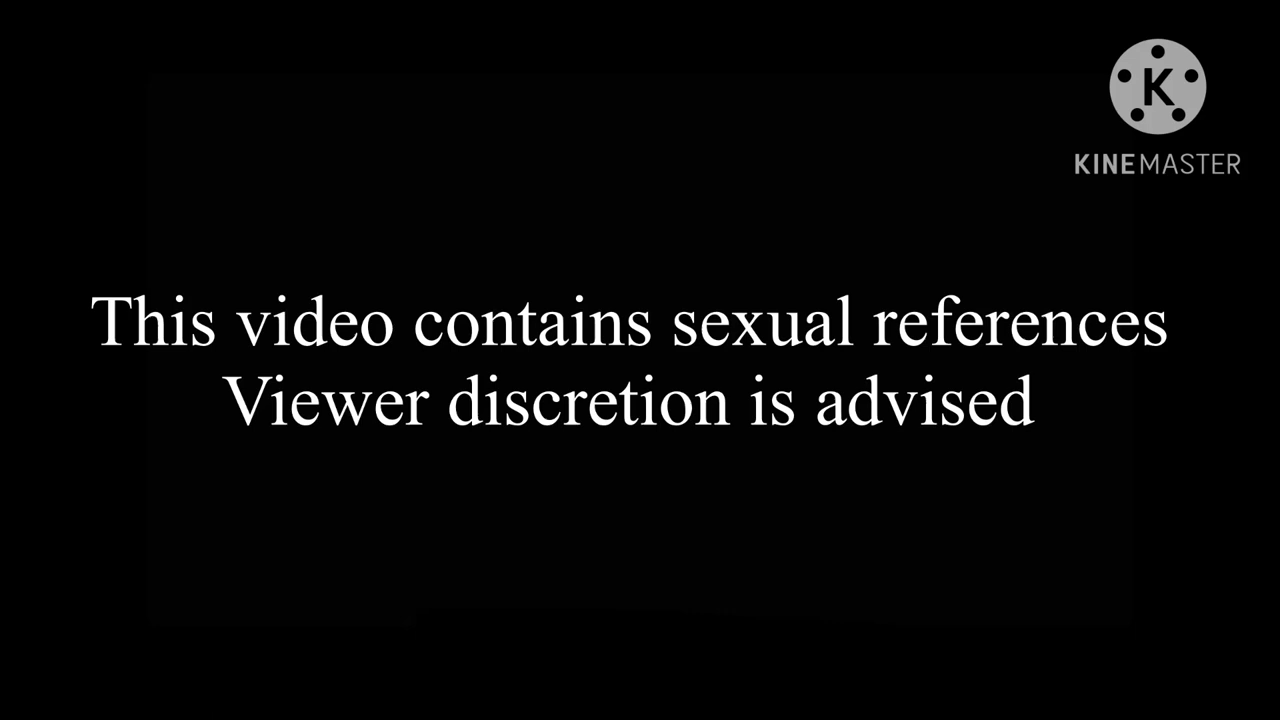 K
KINEMASTER
This video contains sexual references
Viewer discretion is advised